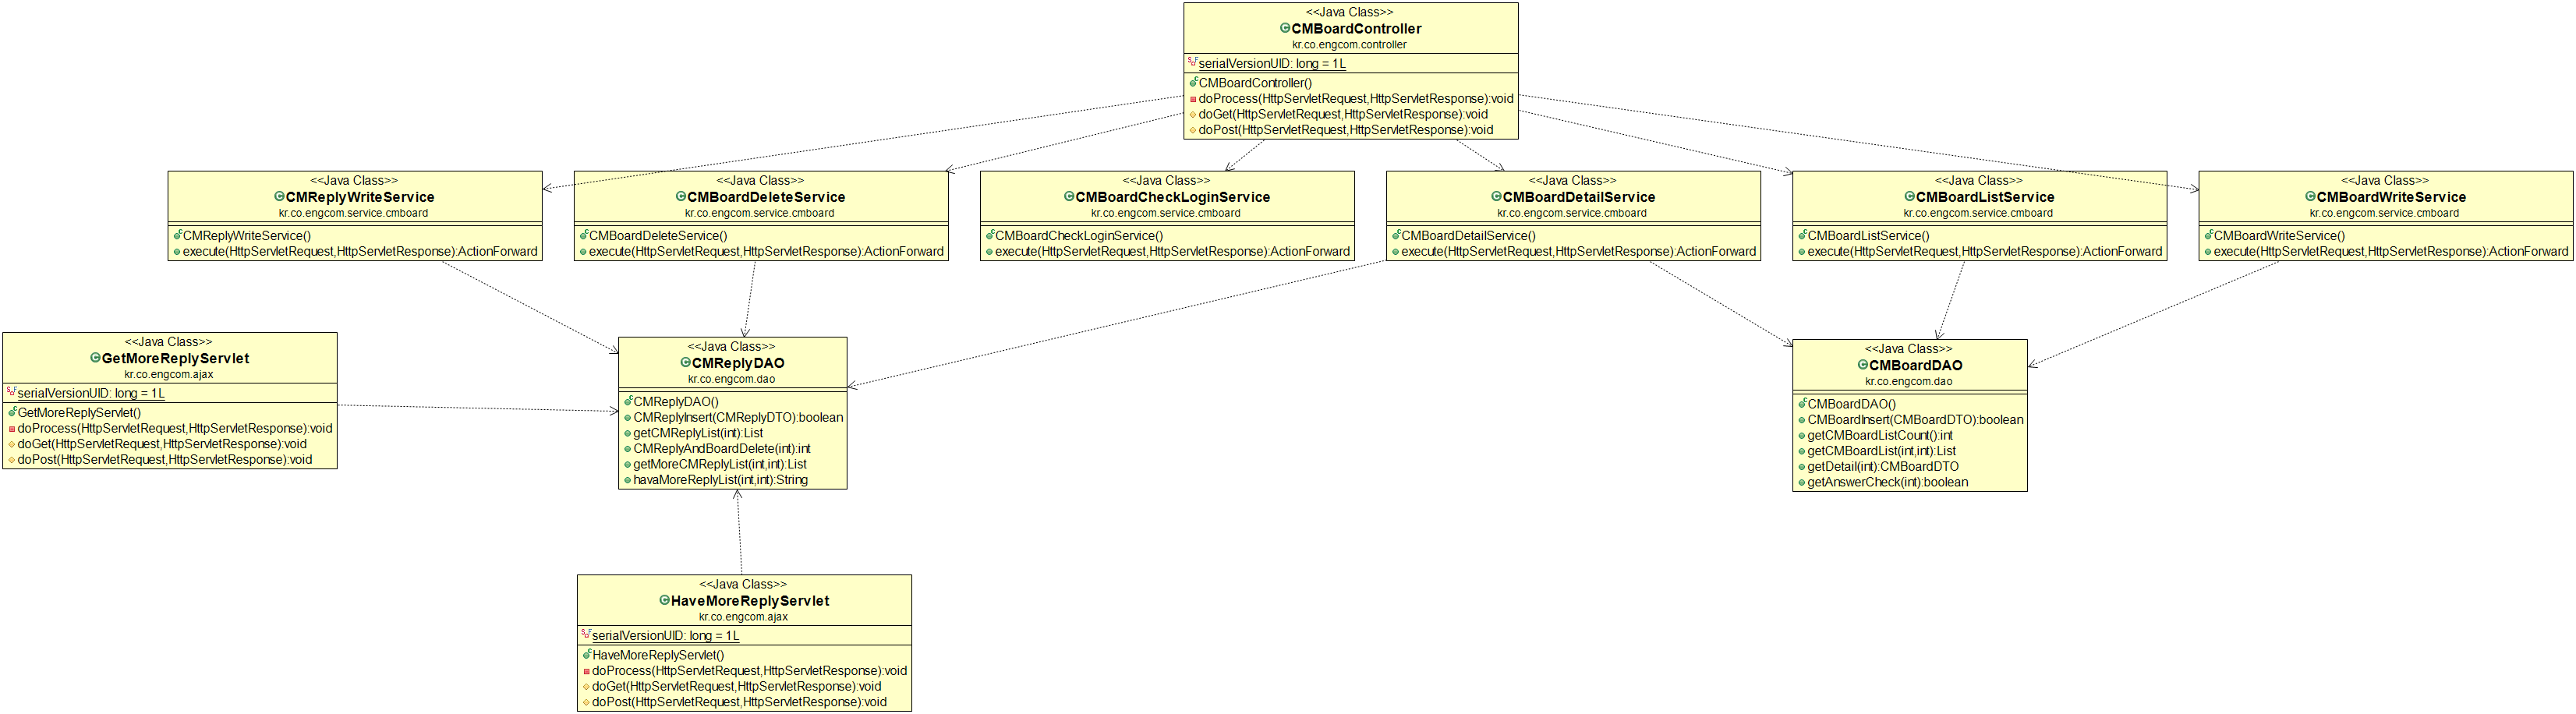 <<Java Class>>
CMBoardController
kr.co.engcom.controller
serialVersionUID: long = 1L
CMBoardController()
doProcess(HttpServletRequest,HttpServletResponse):void
doGet(HttpServletRequest,HttpServletResponse):void
doPost(HttpServletRequest,HttpServletResponse):void
<<Java Class>>
CMReplyWriteService
kr.co.engcom.service.cmboard
CMReplyWriteService()
execute(HttpServletRequest,HttpServletResponse):ActionForward
<<Java Class>>
CMBoardDeleteService
kr.co.engcom.service.cmboard
CMBoardDeleteService()
execute(HttpServletRequest,HttpServletResponse):ActionForward
<<Java Class>>
CMBoardCheckLoginService
kr.co.engcom.service.cmboard
CMBoardCheckLoginService()
execute(HttpServletRequest,HttpServletResponse):ActionForward
<<Java Class>>
CMBoardDetailService
kr.co.engcom.service.cmboard
CMBoardDetailService()
execute(HttpServletRequest,HttpServletResponse):ActionForward
<<Java Class>>
CMBoardListService
kr.co.engcom.service.cmboard
CMBoardListService()
execute(HttpServletRequest,HttpServletResponse):ActionForward
<<Java Class>>
CMBoardWriteService
kr.co.engcom.service.cmboard
CMBoardWriteService()
execute(HttpServletRequest,HttpServletResponse):ActionForward
<<Java Class>>
GetMoreReplyServlet
kr.co.engcom.ajax
serialVersionUID: long = 1L
GetMoreReplyServlet()
doProcess(HttpServletRequest,HttpServletResponse):void
doGet(HttpServletRequest,HttpServletResponse):void
doPost(HttpServletRequest,HttpServletResponse):void
<<Java Class>>
CMReplyDAO
kr.co.engcom.dao
CMReplyDAO()
CMReplyInsert(CMReplyDTO):boolean
getCMReplyList(int):List
CMReplyAndBoardDelete(int):int
getMoreCMReplyList(int,int):List
havaMoreReplyList(int,int):String
<<Java Class>>
CMBoardDAO
kr.co.engcom.dao
CMBoardDAO()
CMBoardInsert(CMBoardDTO):boolean
getCMBoardListCount():int
getCMBoardList(int,int):List
getDetail(int):CMBoardDTO
getAnswerCheck(int):boolean
<<Java Class>>
HaveMoreReplyServlet
kr.co.engcom.ajax
serialVersionUID: long = 1L
HaveMoreReplyServlet()
doProcess(HttpServletRequest,HttpServletResponse):void
doGet(HttpServletRequest,HttpServletResponse):void
doPost(HttpServletRequest,HttpServletResponse):void